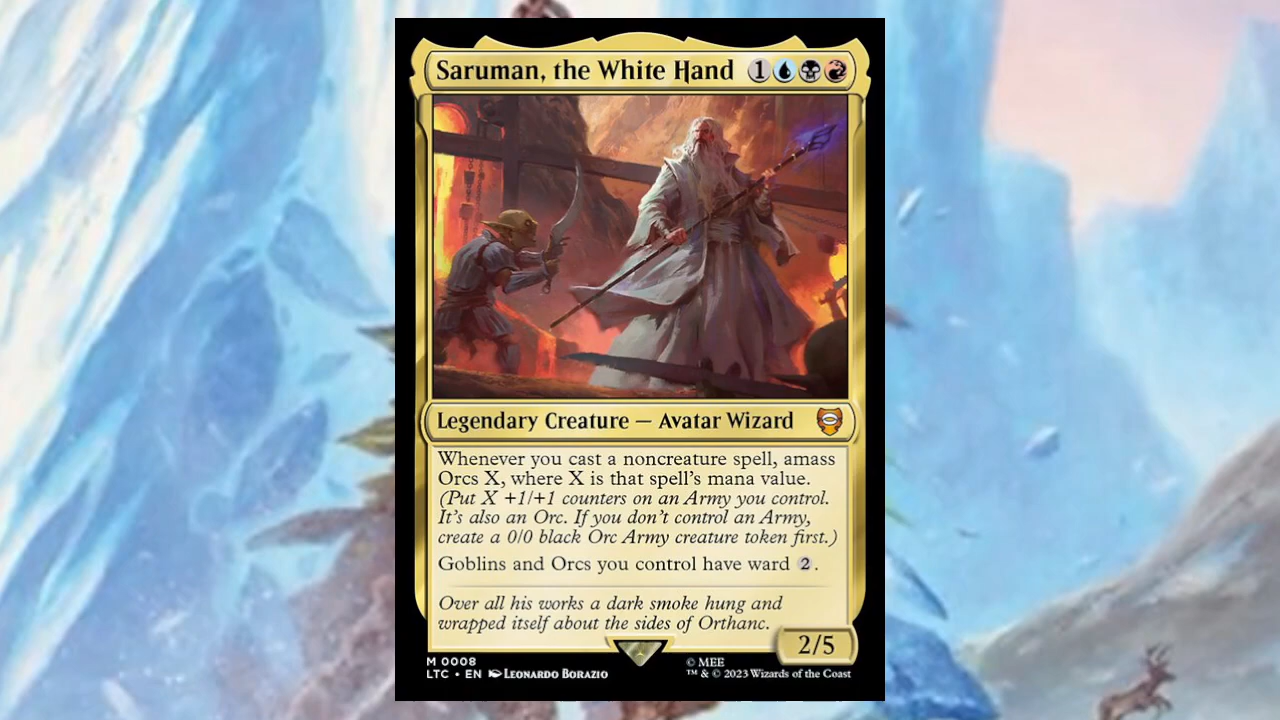 Saruman, the White Hand 1
Legendary Creature — Avatar Wizard
Whenever you cast a noncreature spell, amass
Orcs X, where X is that spell's mana value.
(Put X +1/+1 counters on an Army you control.
It's also an Orc. If you don't control an Army,
create a 0/0 black Orc Army creature token first.)
Goblins and Orcs you control have ward 2.
Over all his works a dark smoke hung and
wrapped itself about the sides of Orthanc.
2/5
M 0008
LTC • EN Leonardo Borazio
© MEE
™ & © 2023 Wizards of the Coast